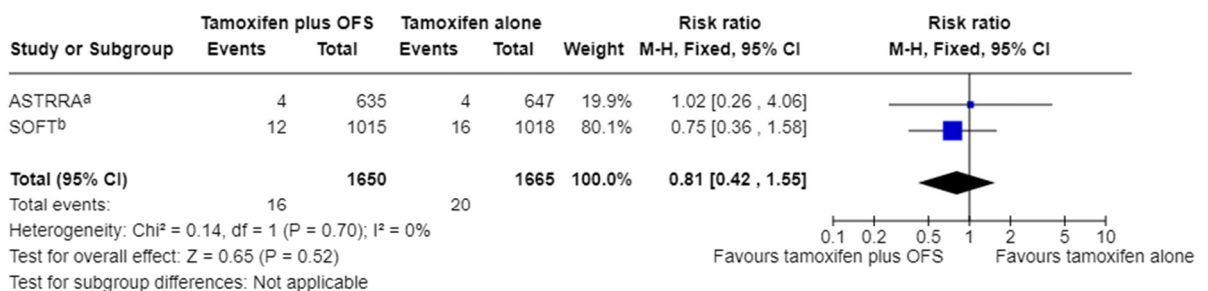 Tamoxifen plus OFS Tamoxifen alone Risk ratio Risk ratio
Study or Subgroup Events Total Events Total Weight M-H, Fixed, 95% CI M-H, Fixed, 95% CI
ASTRRAᵃ 4 635 4 647 19.9% 1.02 [0.26 , 4.06]
SOFTᵇ 12 1015 16 1018 80.1% 0.75 [0.36 , 1.58]
Total (95% CI) 1650 1665 100.0% 0.81 [0.42 , 1.55]
Total events: 16 20
Heterogeneity: Chi² = 0.14, df = 1 (P = 0.70); I² = 0%
Test for overall effect: Z = 0.65 (P = 0.52)
Test for subgroup differences: Not applicable
0.1 0.2 0.5 1 2 5 10
Favours tamoxifen plus OFS Favours tamoxifen alone